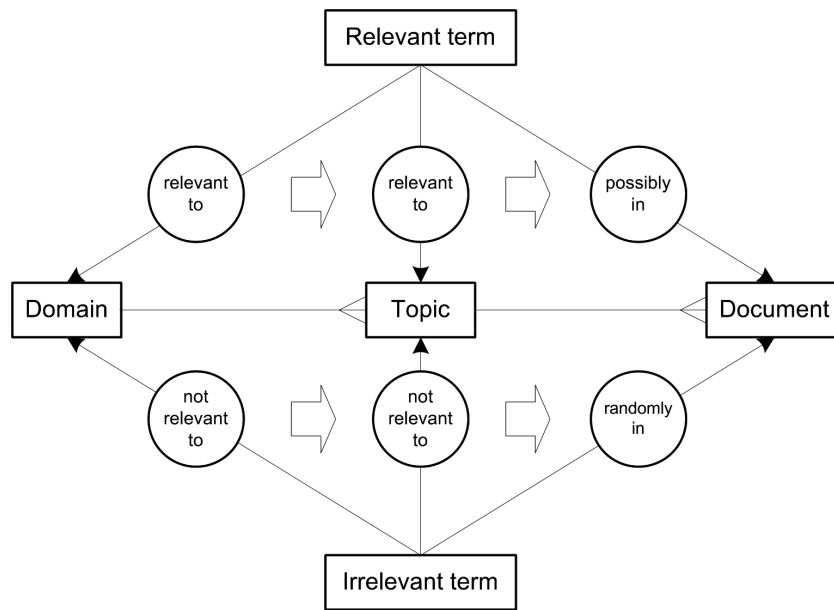 Relevant term
relevant
to
relevant
to
possibly
in
Domain
Topic
Document
not
relevant
to
not
relevant
to
randomly
in
Irrelevant term